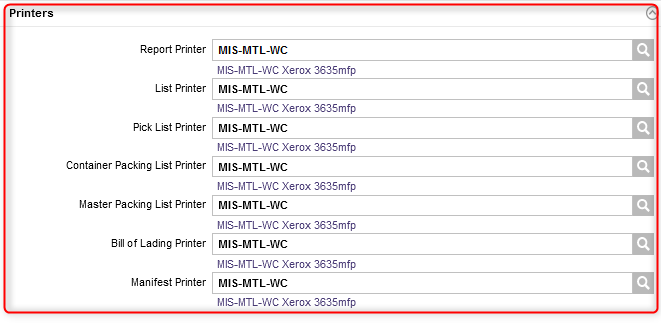 Printers
Report Printer MIS-MTL-WC
MIS-MTL-WC Xerox 3635mfp
List Printer MIS-MTL-WC
MIS-MTL-WC Xerox 3635mfp
Pick List Printer MIS-MTL-WC
MIS-MTL-WC Xerox 3635mfp
Container Packing List Printer MIS-MTL-WC
MIS-MTL-WC Xerox 3635mfp
Master Packing List Printer MIS-MTL-WC
MIS-MTL-WC Xerox 3635mfp
Bill of Lading Printer MIS-MTL-WC
MIS-MTL-WC Xerox 3635mfp
Manifest Printer MIS-MTL-WC
MIS-MTL-WC Xerox 3635mfp